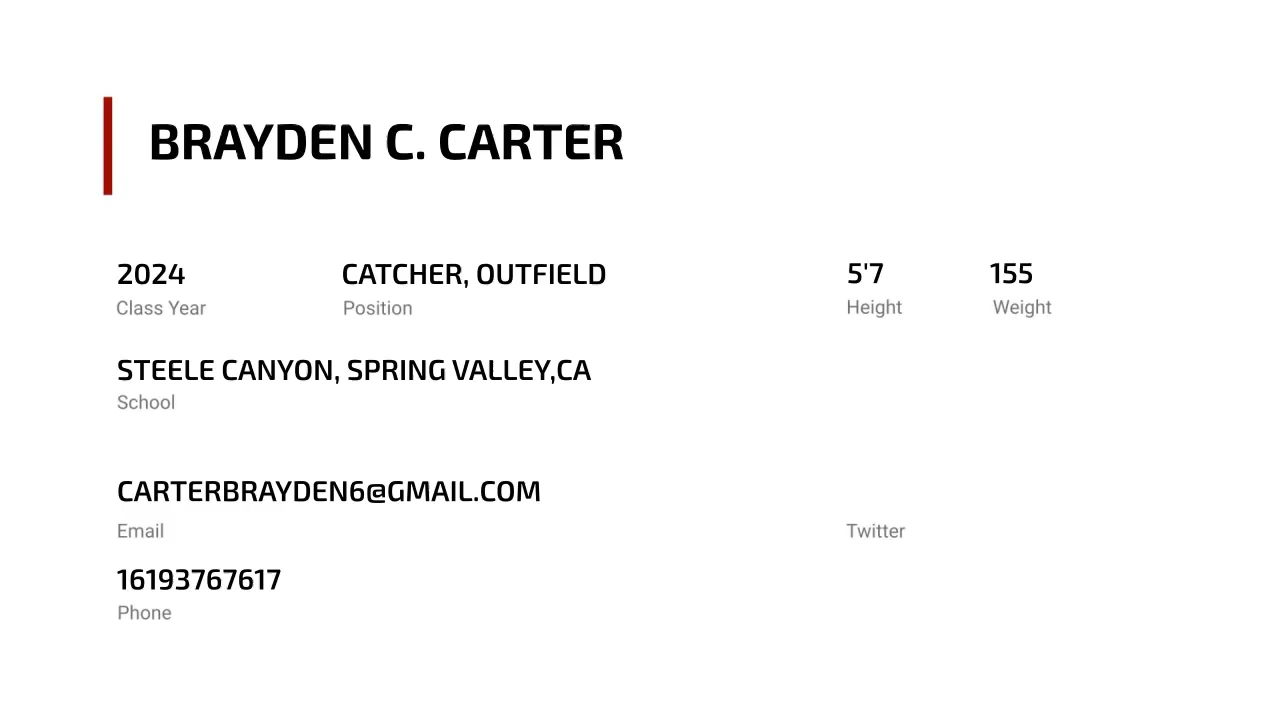 BRAYDEN C. CARTER
2024 CATCHER, OUTFIELD 5'7 155
Class Year Position Height Weight
STEELE CANYON, SPRING VALLEY,CA
School
CARTERBRAYDEN6@GMAIL.COM
Email Twitter
16193767617
Phone